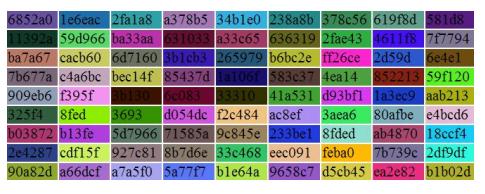 6852a0 1e6eac 2fa1a8 a378b5 34b1e0 238a8b 378c56 619f8d 581d8
11392a 59d966 ba33aa 631033 a33c65 636319 2fae43 4611f8 7f7794
ba7a67 cacb60 6d7160 3b1cb3 265979 b6bc2e ff26ce 2d59d 6e4e1
7b677a c4a6bc bec14f 85437d 1a106f 583c37 4ea14 852213 59f120
909eb6 f395f 3b130 6c083 33310 41a531 d93bf1 1a3ec9 aab213
325f4 8fed 3693 d054dc f2c484 ac8ef 3aea6 80afbe e4bcd6
b03872 b13fe 5d7966 71585a 9c845e 233be1 8fded ab4870 18ccf4
2e4287 cdf15f 927c81 8b7d6e 33c468 eec091 feba0 7b739c 2df9df
90a82d a66dcf a7a5f0 5a77f7 b1e64a 9658c7 d5cb45 ea2e82 b1b02d